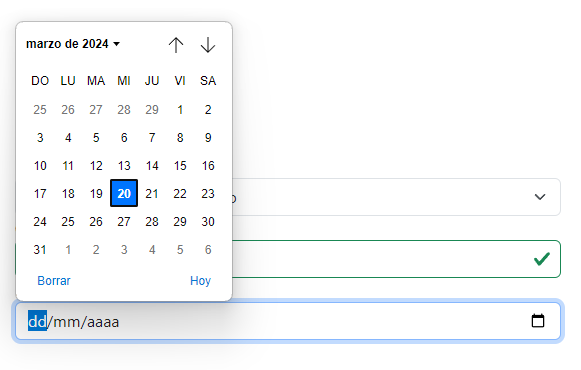 marzo de 2024
DO LU MA MI JU VI SA
25 26 27 28 29 1 2
3 4 5 6 7 8 9
10 11 12 13 14 15 16
17 18 19 20 21 22 23
24 25 26 27 28 29 30
31 1 2 3 4 5 6
Borrar Hoy
dd/mm/aaaa